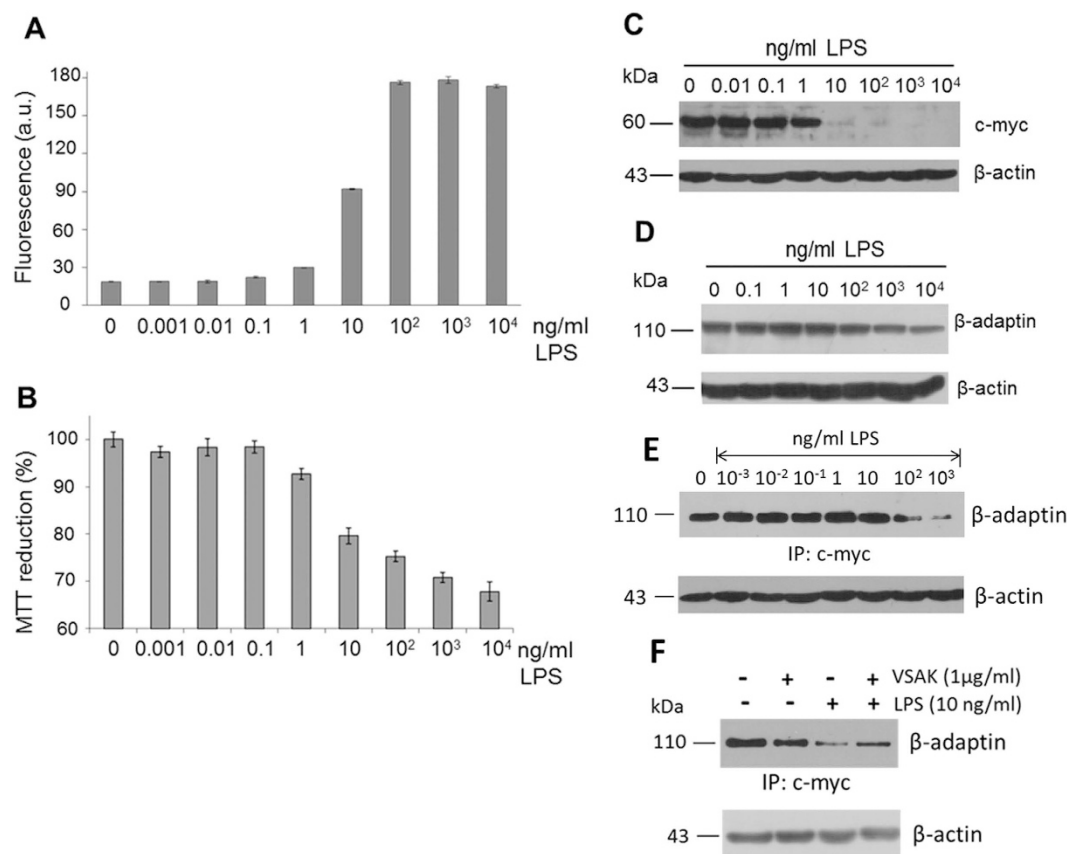 A
Fluorescence (a.u.)
180
150
120
90
60
30
0
0 0.001 0.01 0.1 1 10 10² 10³ 10⁴ ng/ml
LPS
B
MTT reduction (%)
100
90
80
70
60
0 0.001 0.01 0.1 1 10 10² 10³ 10⁴ ng/ml
LPS
C
ng/ml LPS
kDa 0 0.01 0.1 1 10 10² 10³ 10⁴
60 c-myc
43 β-actin
D
ng/ml LPS
kDa 0 0.1 1 10 10² 10³ 10⁴
110 β-adaptin
43 β-actin
E
ng/ml LPS
0 10⁻³ 10⁻² 10⁻¹ 1 10 10² 10³
110 β-adaptin
IP: c-myc
43 β-actin
F
- + - + VSAK (1µg/ml)
kDa - - + + LPS (10 ng/ml)
110 β-adaptin
IP: c-myc
43 β-actin